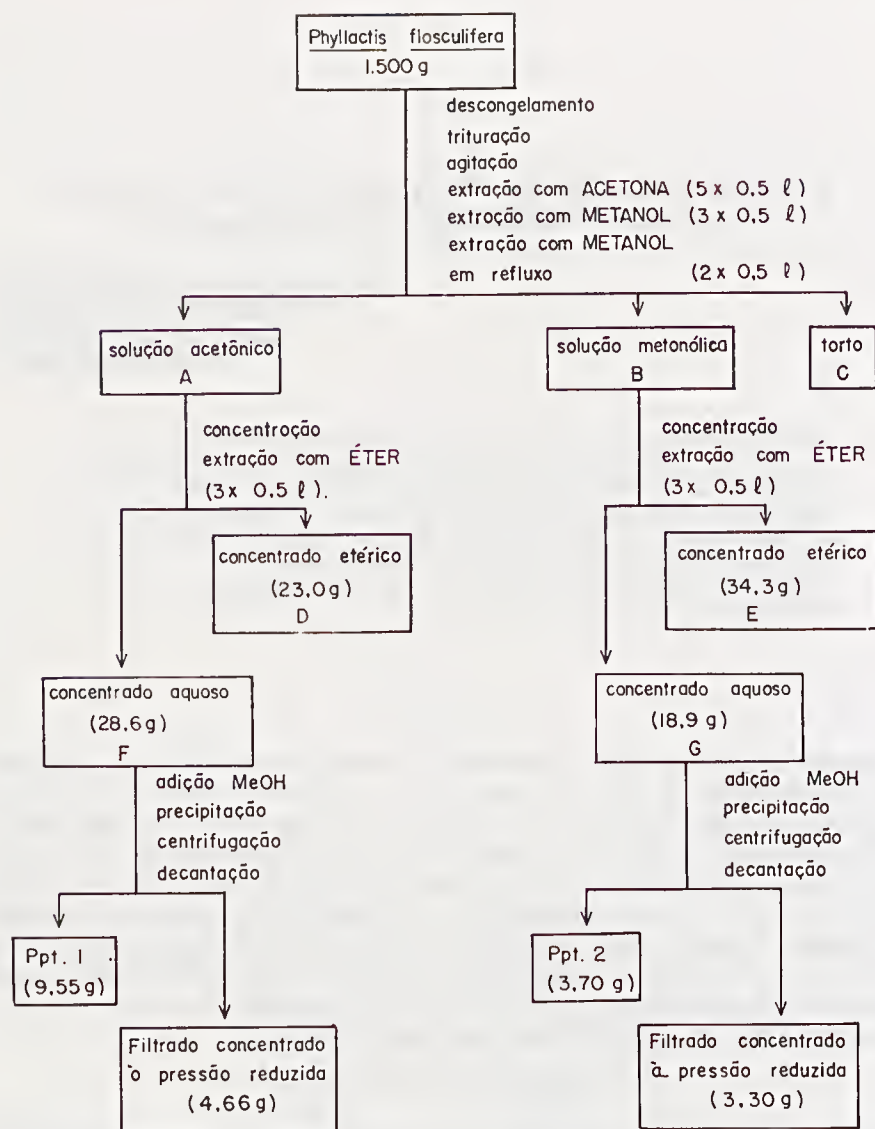 Phyllactis flosculifera
1.500 g
descongelamento
trituração
agitação
extração com ACETONA (5 x 0,5 ℓ)
extroção com METANOL (3 x 0,5 ℓ)
extração com METANOL
em refluxo (2 x 0,5 ℓ)
solução acetônico
A
solução metonólica
B
torto
C
concentroção
extração com ÉTER
(3 x 0,5 ℓ).
concentração
extração com ÉTER
(3 x 0,5 ℓ)
concentrado etérico
(23,0 g)
D
concentrado etérico
(34,3 g)
E
concentrado aquoso
(28,6 g)
F
concentrado aquoso
(18,9 g)
G
adição MeOH
precipitação
centrifugação
decantação
adição MeOH
precipitação
centrifugação
decantação
Ppt. 1
(9,55 g)
Ppt. 2
(3,70 g)
Filtrado concentrado
ò pressão reduzida
(4,66 g)
Filtrado concentrado
à pressão reduzida
(3,30 g)